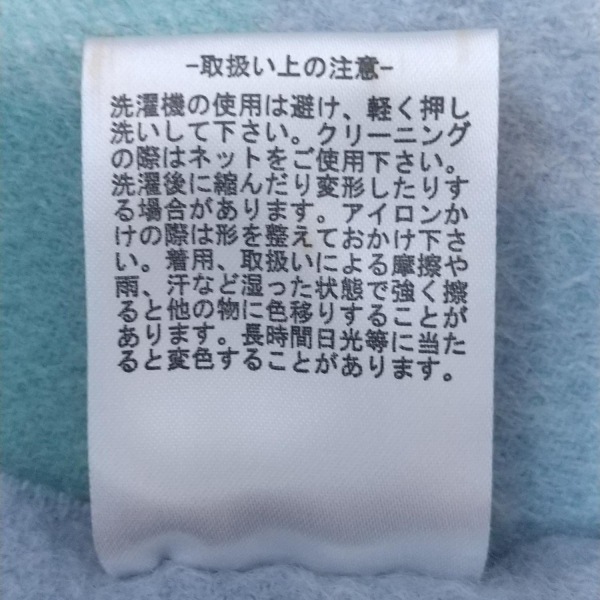 -取扱い上の注意-
洗濯機の使用は避け、軽く押し
洗いして下さい。クリーニング
の際はネットをご使用下さい。
洗濯後に縮んだり変形したりす
る場合があります。アイロンか
けの際は形を整えておかけ下さ
い。着用、取扱いによる摩擦や
雨、汗など湿った状態で強く擦
ると他の物に色移りすることが
あります。長時間日光等に当た
ると変色することがあります。